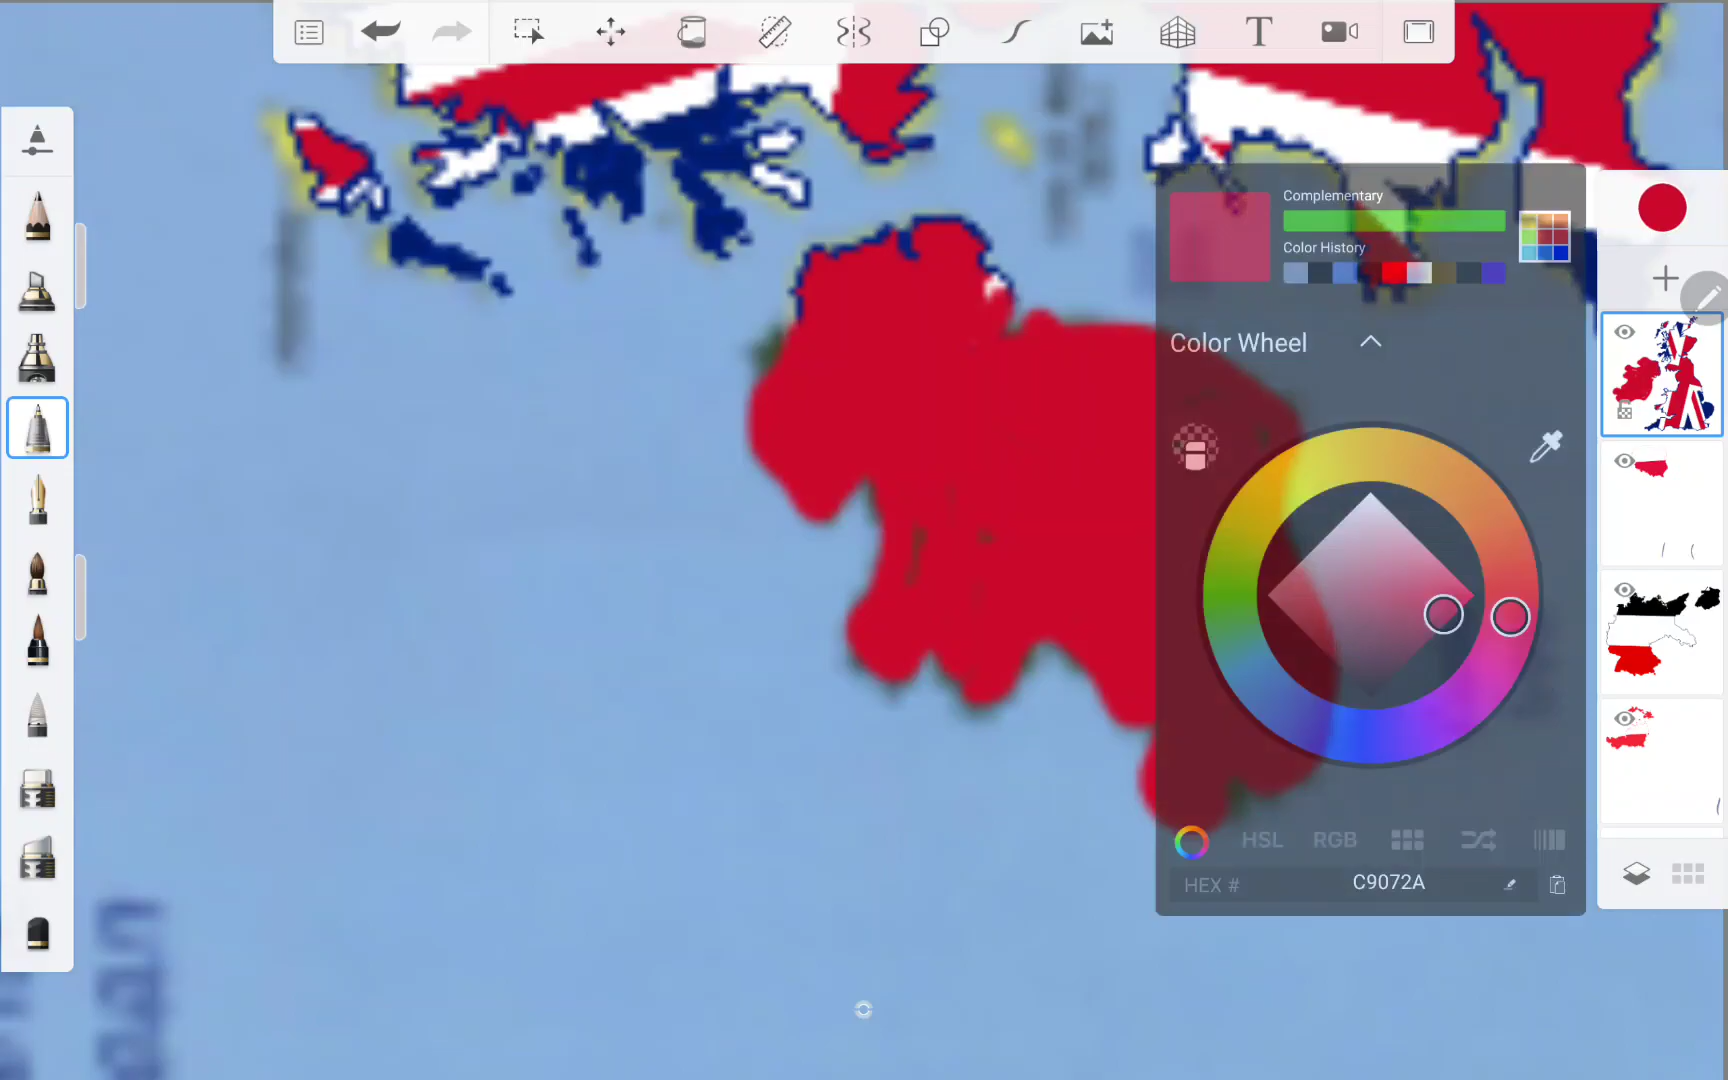 T
Complementary
Color History
Color Wheel
HSL
RGB
HEX #
C9072A